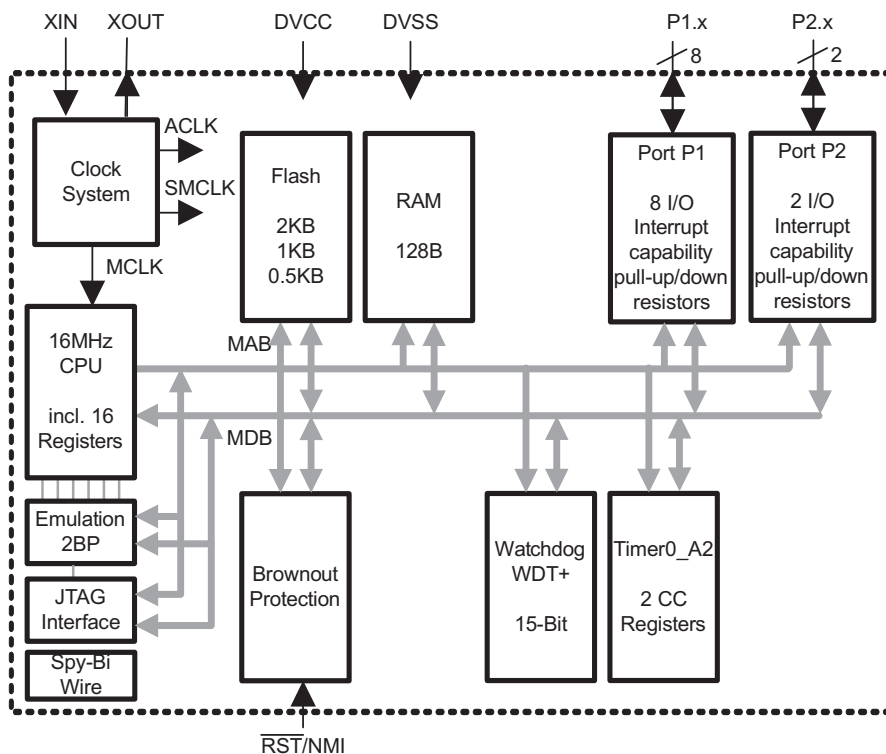 XIN
XOUT
DVCC
DVSS
P1.x
P2.x
8
2
ACLK
SMCLK
MCLK
Clock
System
Flash
2KB
1KB
0.5KB
RAM
128B
Port P1
8 I/O
Interrupt
capability
pull-up/down
resistors
Port P2
2 I/O
Interrupt
capability
pull-up/down
resistors
16MHz
CPU
incl. 16
Registers
MAB
MDB
Emulation
2BP
JTAG
Interface
Spy-Bi
Wire
Brownout
Protection
Watchdog
WDT+
15-Bit
Timer0_A2
2 CC
Registers
RST/NMI